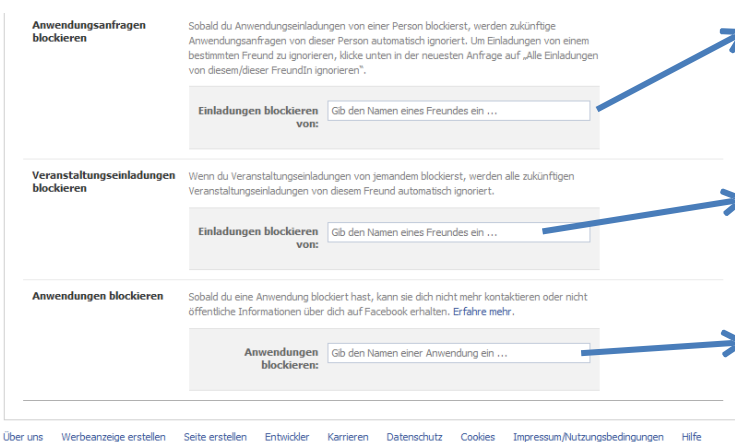 Anwendungsanfragen
blockieren
Sobald du Anwendungseinladungen von einer Person blockierst, werden zukünftige
Anwendungsanfragen von dieser Person automatisch ignoriert. Um Einladungen von einem
bestimmten Freund zu ignorieren, klicke unten in der neuesten Anfrage auf „Alle Einladungen
von diesem/dieser FreundIn ignorieren“.
Einladungen blockieren
von:
Gib den Namen eines Freundes ein ...
Veranstaltungseinladungen
blockieren
Wenn du Veranstaltungseinladungen von jemandem blockierst, werden alle zukünftigen
Veranstaltungseinladungen von diesem Freund automatisch ignoriert.
Einladungen blockieren
von:
Gib den Namen eines Freundes ein ...
Anwendungen blockieren
Sobald du eine Anwendung blockiert hast, kann sie dich nicht mehr kontaktieren oder nicht
öffentliche Informationen über dich auf Facebook erhalten. Erfahre mehr.
Anwendungen
blockieren:
Gib den Namen einer Anwendung ein ...
Über uns Werbeanzeige erstellen Seite erstellen Entwickler Karrieren Datenschutz Cookies Impressum/Nutzungsbedingungen Hilfe